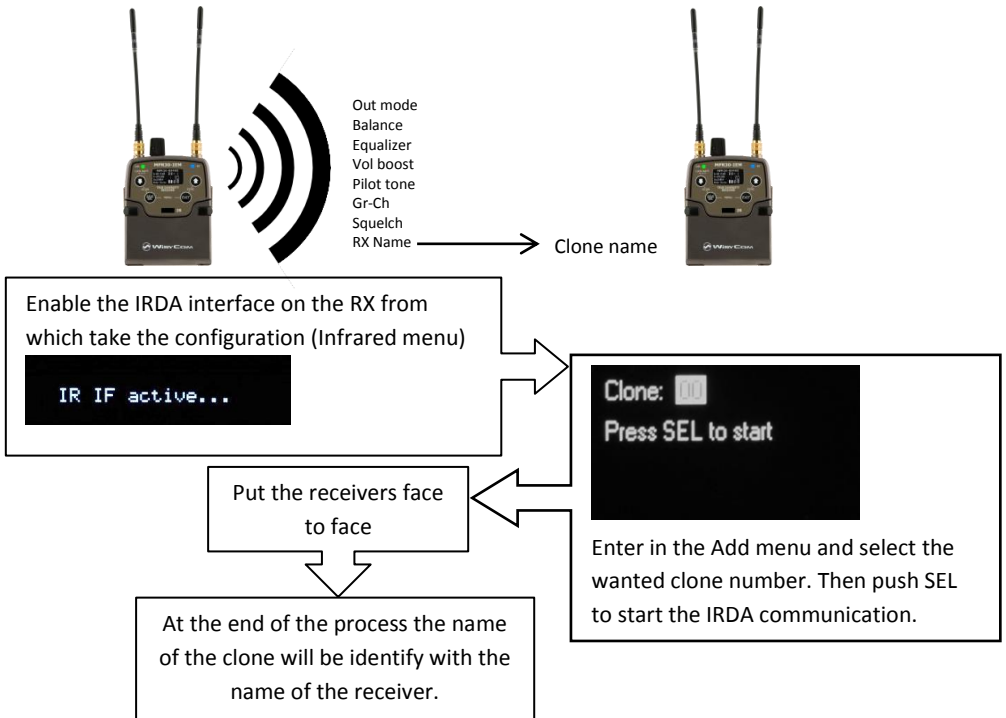 MPR30-IEM
WISYCOM
Out mode
Balance
Equalizer
Vol boost
Pilot tone
Gr-Ch
Squelch
RX Name
Clone name
WISYCOM
Enable the IRDA interface on the RX from
which take the configuration (Infrared menu)
IR IF active...
Clone: 00
Press SEL to start
Enter in the Add menu and select the
wanted clone number. Then push SEL
to start the IRDA communication.
Put the receivers face
to face
At the end of the process the name
of the clone will be identify with the
name of the receiver.